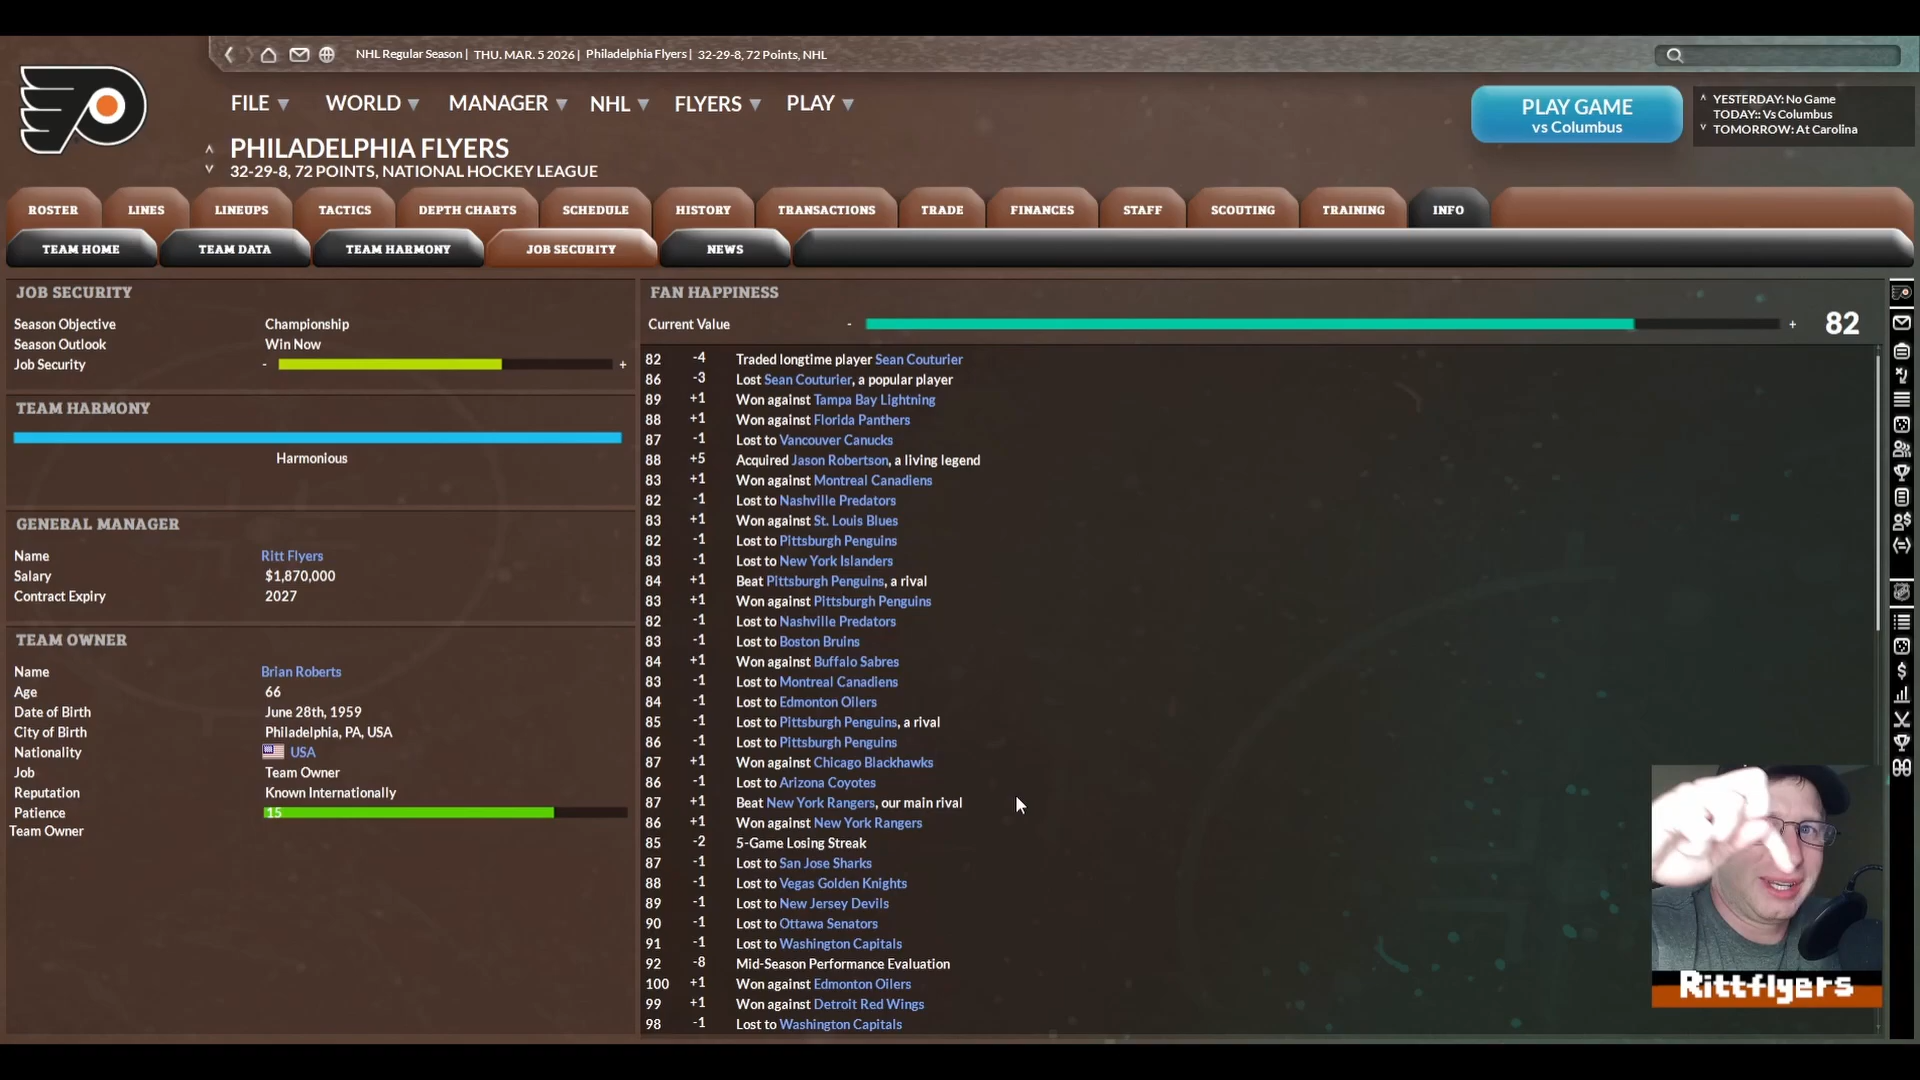 NHL Regular Season | THU. MAR. 5 2026 | Philadelphia Flyers | 32-29-8, 72 Points, NHL
FILE WORLD MANAGER NHL FLYERS PLAY
PLAY GAME
vs Columbus
YESTERDAY: No Game
TODAY:: Vs Columbus
TOMORROW: At Carolina
PHILADELPHIA FLYERS
32-29-8, 72 POINTS, NATIONAL HOCKEY LEAGUE
ROSTER LINES LINEUPS TACTICS DEPTH CHARTS SCHEDULE HISTORY TRANSACTIONS TRADE FINANCES STAFF SCOUTING TRAINING INFO
TEAM HOME TEAM DATA TEAM HARMONY JOB SECURITY NEWS
JOB SECURITY
Season Objective Championship
Season Outlook Win Now
Job Security - +
TEAM HARMONY
Harmonious
GENERAL MANAGER
Name Ritt Flyers
Salary $1,870,000
Contract Expiry 2027
TEAM OWNER
Name Brian Roberts
Age 66
Date of Birth June 28th, 1959
City of Birth Philadelphia, PA, USA
Nationality USA
Job Team Owner
Reputation Known Internationally
Patience 15
Team Owner
FAN HAPPINESS
Current Value - + 82
82 -4 Traded longtime player Sean Couturier
86 -3 Lost Sean Couturier, a popular player
89 +1 Won against Tampa Bay Lightning
88 +1 Won against Florida Panthers
87 -1 Lost to Vancouver Canucks
88 +5 Acquired Jason Robertson, a living legend
83 +1 Won against Montreal Canadiens
82 -1 Lost to Nashville Predators
83 +1 Won against St. Louis Blues
82 -1 Lost to Pittsburgh Penguins
83 -1 Lost to New York Islanders
84 +1 Beat Pittsburgh Penguins, a rival
83 +1 Won against Pittsburgh Penguins
82 -1 Lost to Nashville Predators
83 -1 Lost to Boston Bruins
84 +1 Won against Buffalo Sabres
83 -1 Lost to Montreal Canadiens
84 -1 Lost to Edmonton Oilers
85 -1 Lost to Pittsburgh Penguins, a rival
86 -1 Lost to Pittsburgh Penguins
87 +1 Won against Chicago Blackhawks
86 -1 Lost to Arizona Coyotes
87 +1 Beat New York Rangers, our main rival
86 +1 Won against New York Rangers
85 -2 5-Game Losing Streak
87 -1 Lost to San Jose Sharks
88 -1 Lost to Vegas Golden Knights
89 -1 Lost to New Jersey Devils
90 -1 Lost to Ottawa Senators
91 -1 Lost to Washington Capitals
92 -8 Mid-Season Performance Evaluation
100 +1 Won against Edmonton Oilers
99 +1 Won against Detroit Red Wings
98 -1 Lost to Washington Capitals
Rittflyers